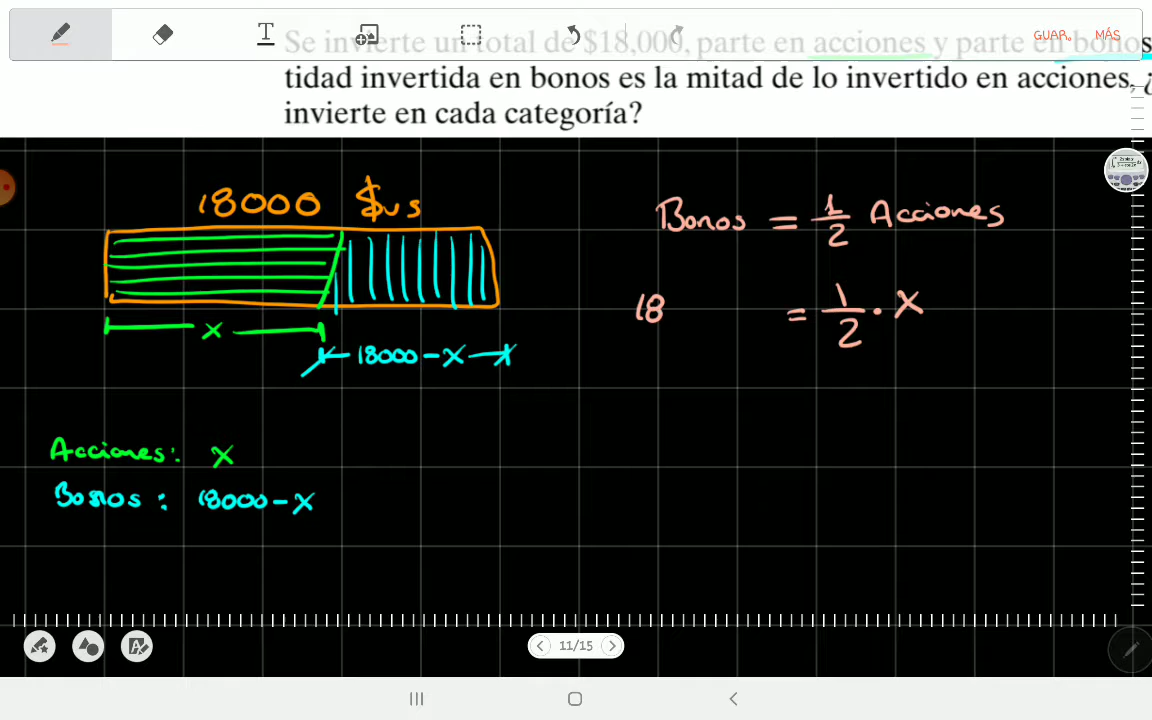 GUAR.
MÁS
Se invierte un total de $18,000, parte en acciones y parte en bonos
tidad invertida en bonos es la mitad de lo invertido en acciones, ¿
invierte en cada categoría?
18000 $us
x
18000-x
Acciones: x
Bonos: 18000-x
Bonos = 1/2 Acciones
18 = 1/2 · x
11/15